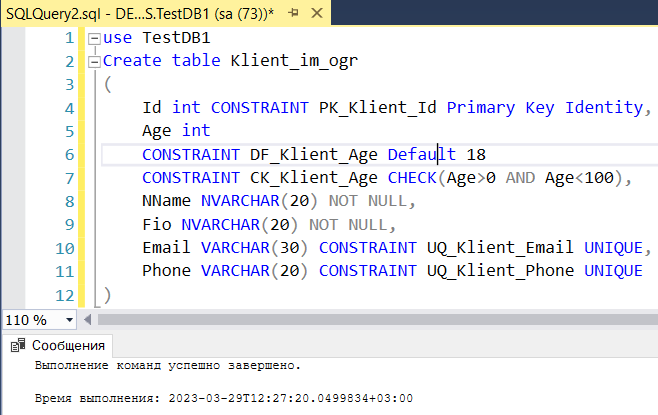 SQLQuery2.sql - DE...S.TestDB1 (sa (73))*
1 use TestDB1
2 Create table Klient_im_ogr
3 (
4 Id int CONSTRAINT PK_Klient_Id Primary Key Identity,
5 Age int
6 CONSTRAINT DF_Klient_Age Default 18
7 CONSTRAINT CK_Klient_Age CHECK(Age>0 AND Age<100),
8 NName NVARCHAR(20) NOT NULL,
9 Fio NVARCHAR(20) NOT NULL,
10 Email VARCHAR(30) CONSTRAINT UQ_Klient_Email UNIQUE,
11 Phone VARCHAR(20) CONSTRAINT UQ_Klient_Phone UNIQUE
12 )
110 %
Сообщения
Выполнение команд успешно завершено.
Время выполнения: 2023-03-29T12:27:20.0499834+03:00